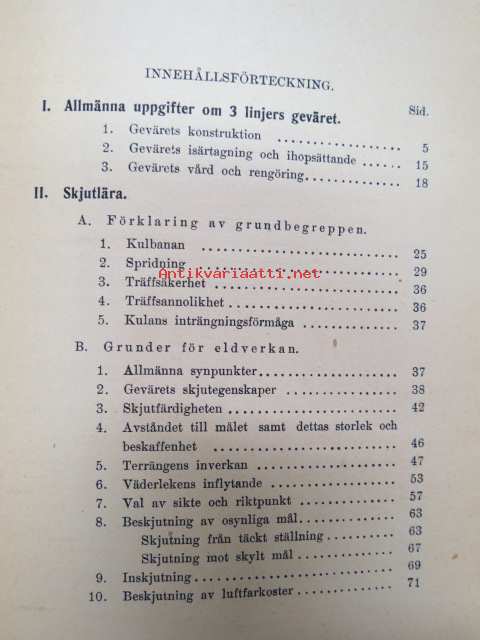 INNEHÅLLSFÖRTECKNING.
Sid.
I. Allmänna uppgifter om 3 linjers geväret.
1. Gevärets konstruktion .................. 5
2. Gevärets isärtagning och ihopsättande ...... 15
3. Gevärets vård och rengöring............... 18
II. Skjutlära.
A. Förklaring av grundbegreppen.
1. Kulbanan ........................... 25
2. Spridning ........................... 29
Antikvariaatti.net
3. Träffsäkerhet ........................ 36
4. Träffsannolikhet ..................... 36
5. Kulans inträngningsförmåga ............ 37
B. Grunder för eldverkan.
1. Allmänna synpunkter .................. 37
2. Gevärets skjutegenskaper ............... 38
3. Skjutfärdigheten ..................... 42
4. Avståndet till målet samt dettas storlek och
beskaffenhet ........................ 46
5. Terrängens inverkan .................. 47
6. Väderlekens inflytande ............... 53
7. Val av sikte och riktpunkt ............ 57
8. Beskjutning av osynliga mål............ 63
Skjutning från täckt ställning ......... 63
Skjutning mot skylt mål ............... 67
9. Inskjutning........................... 69
10. Beskjutning av luftfarkoster ............ 71